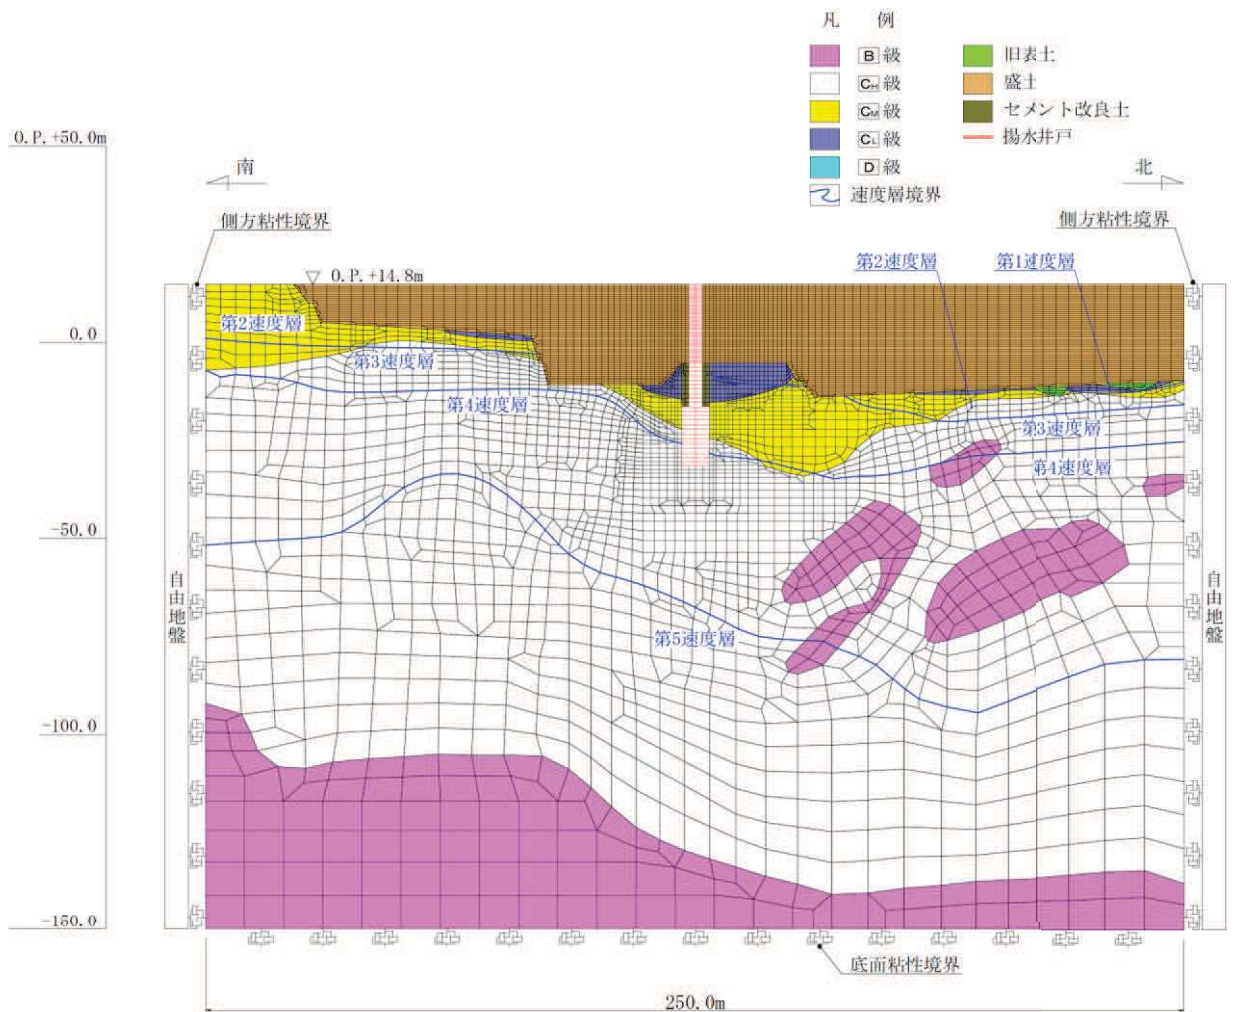 凡 例
B級
CH級
CM級
CL級
D級
速度層境界
旧表土
盛土
セメント改良土
揚水井戸
O.P.+50.0m
南
北
側方粘性境界
側方粘性境界
O.P.+14.8m
第2速度層
第1速度層
第2速度層
0.0
第3速度層
第4速度層
第3速度層
第4速度層
-50.0
自由地盤
自由地盤
第5速度層
-100.0
-150.0
底面粘性境界
250.0m